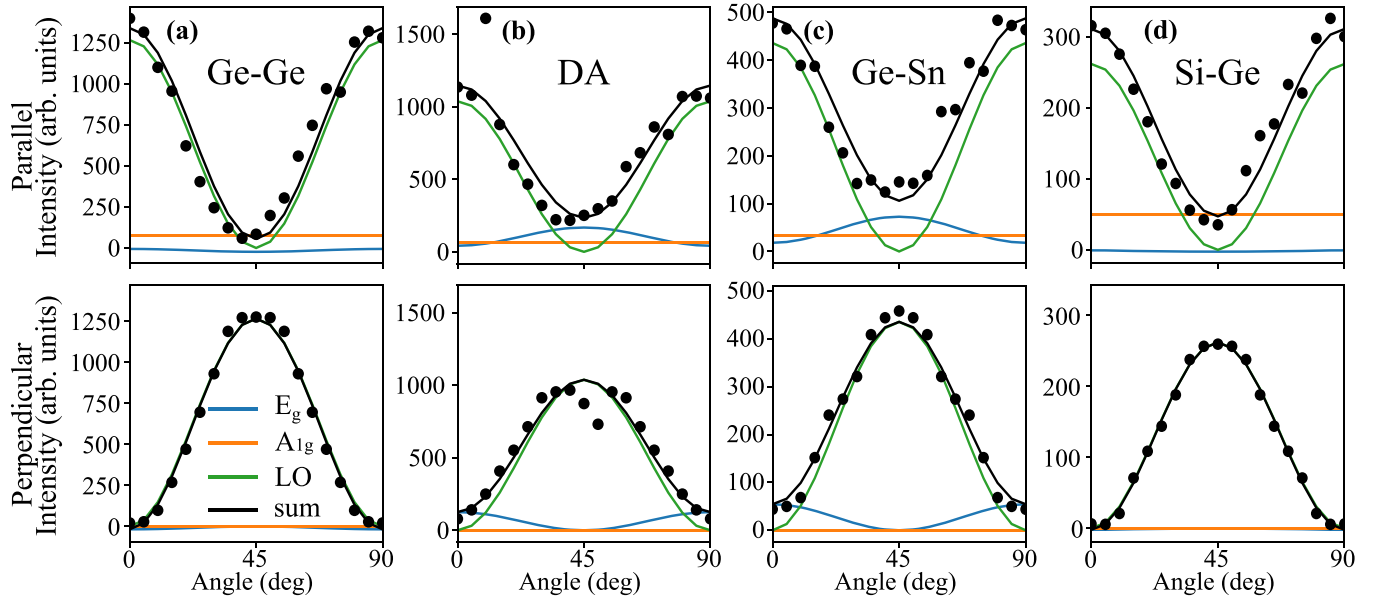 Parallel
Intensity (arb. units)
(a)
Ge-Ge
1250
1000
750
500
250
0
(b)
DA
1500
1000
500
0
(c)
Ge-Sn
500
400
300
200
100
0
(d)
Si-Ge
300
200
100
0
Perpendicular
Intensity (arb. units)
1250
1000
750
500
250
0
Eg
A1g
LO
sum
0 45 90
Angle (deg)
1500
1000
500
0
0 45 90
Angle (deg)
500
400
300
200
100
0
0 45 90
Angle (deg)
300
200
100
0
0 45 90
Angle (deg)